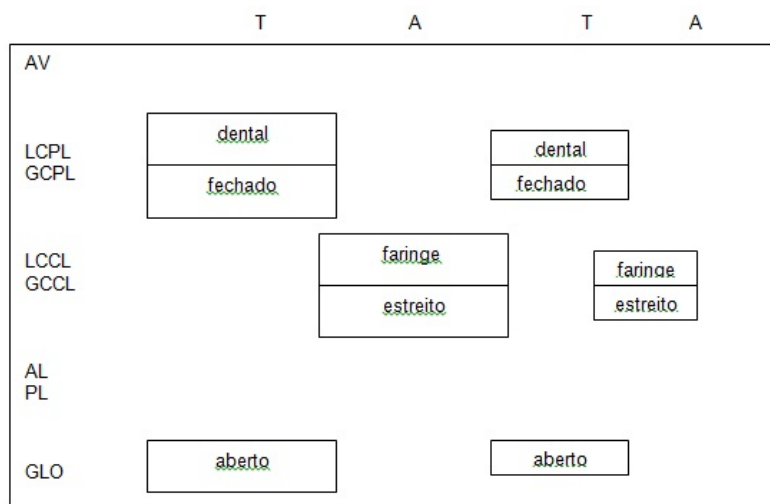 T A T A
AV
dental
LCPL dental
GCPL fechado fechado
LCCL faringe faringe
GCCL estreito estreito
AL
PL
GLO aberto aberto